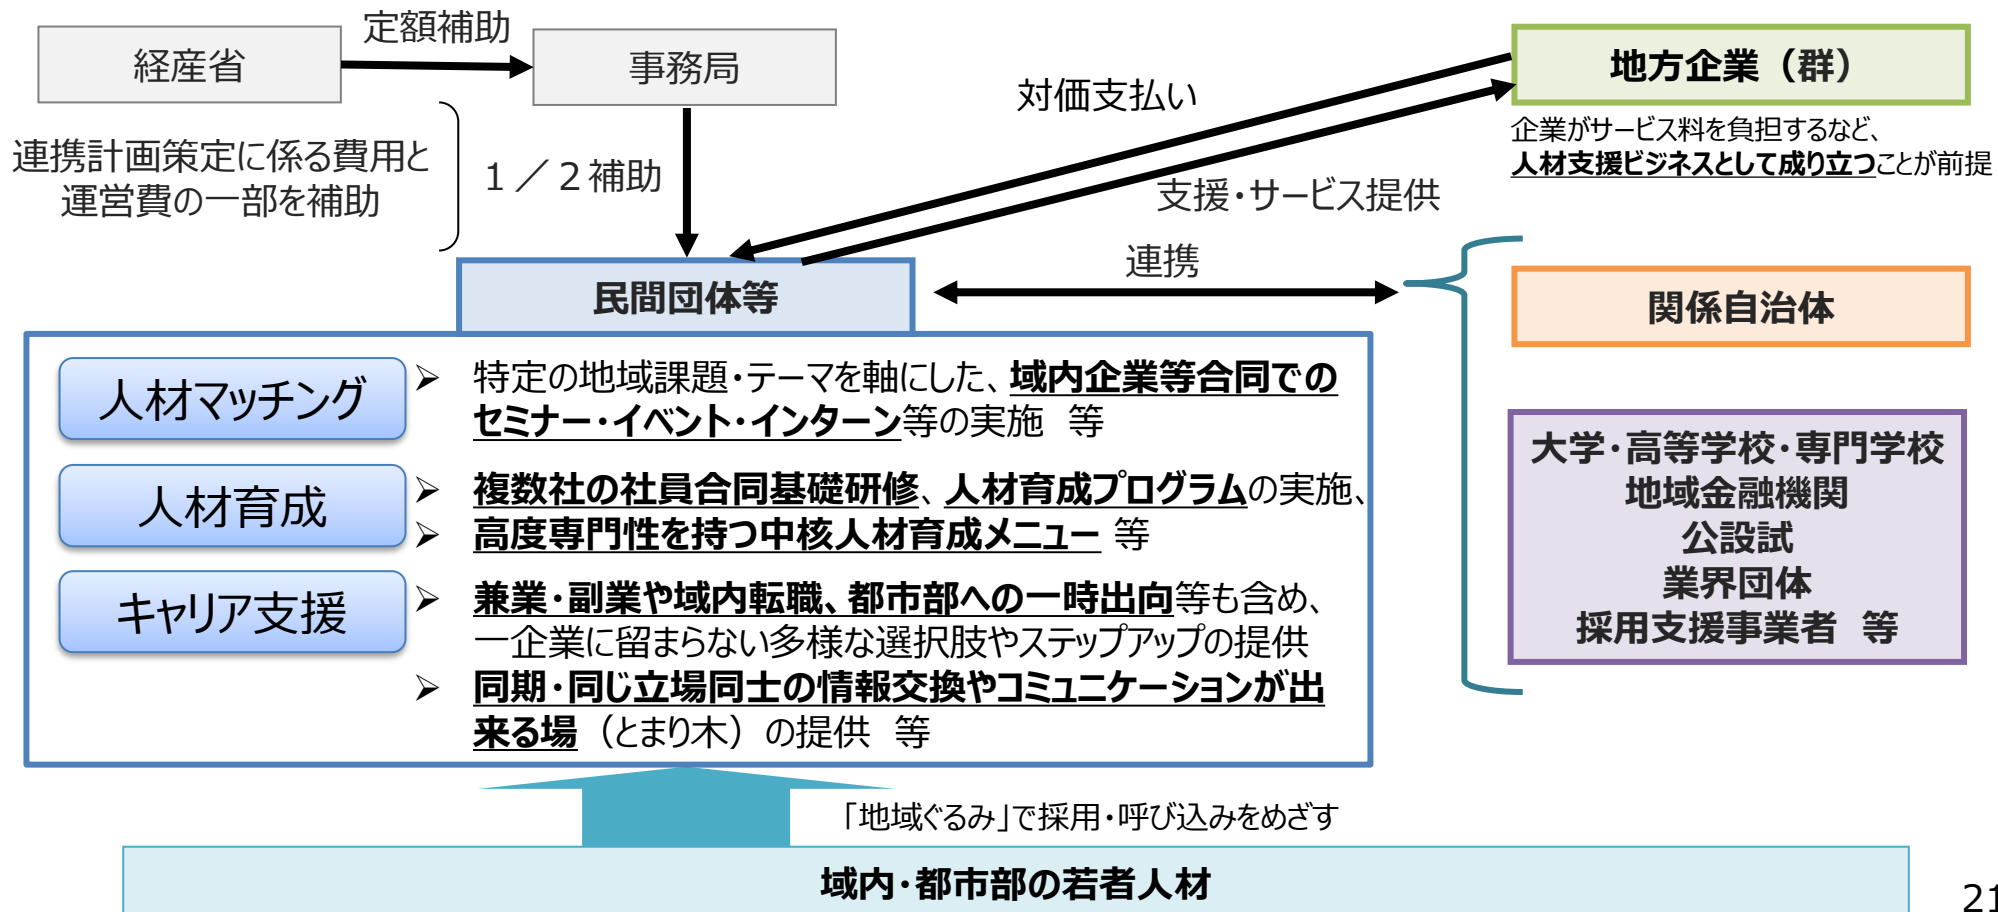 経産省
定額補助
事務局
連携計画策定に係る費用と
運営費の一部を補助
1／2補助
対価支払い
支援・サービス提供
地方企業（群）
企業がサービス料を負担するなど、
人材支援ビジネスとして成り立つことが前提
連携
民間団体等
関係自治体
大学・高等学校・専門学校
地域金融機関
公設試
業界団体
採用支援事業者　等
人材マッチング
➢ 特定の地域課題・テーマを軸にした、域内企業等合同での
セミナー・イベント・インターン等の実施　等
人材育成
➢ 複数社の社員合同基礎研修、人材育成プログラムの実施、
➢ 高度専門性を持つ中核人材育成メニュー 等
キャリア支援
➢ 兼業・副業や域内転職、都市部への一時出向等も含め、
一企業に留まらない多様な選択肢やステップアップの提供
➢ 同期・同じ立場同士の情報交換やコミュニケーションが出
来る場（とまり木）の提供　等
「地域ぐるみ」で採用・呼び込みをめざす
域内・都市部の若者人材
21